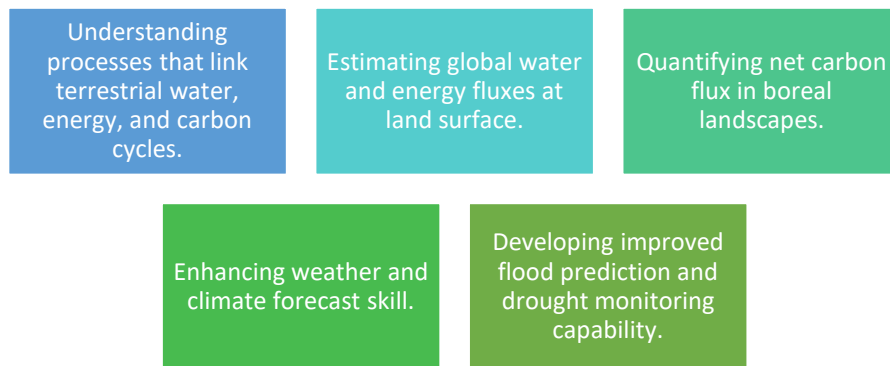 Understanding
processes that link
terrestrial water,
energy, and carbon
cycles.
Estimating global water
and energy fluxes at
land surface.
Quantifying net carbon
flux in boreal
landscapes.
Enhancing weather and
climate forecast skill.
Developing improved
flood prediction and
drought monitoring
capability.